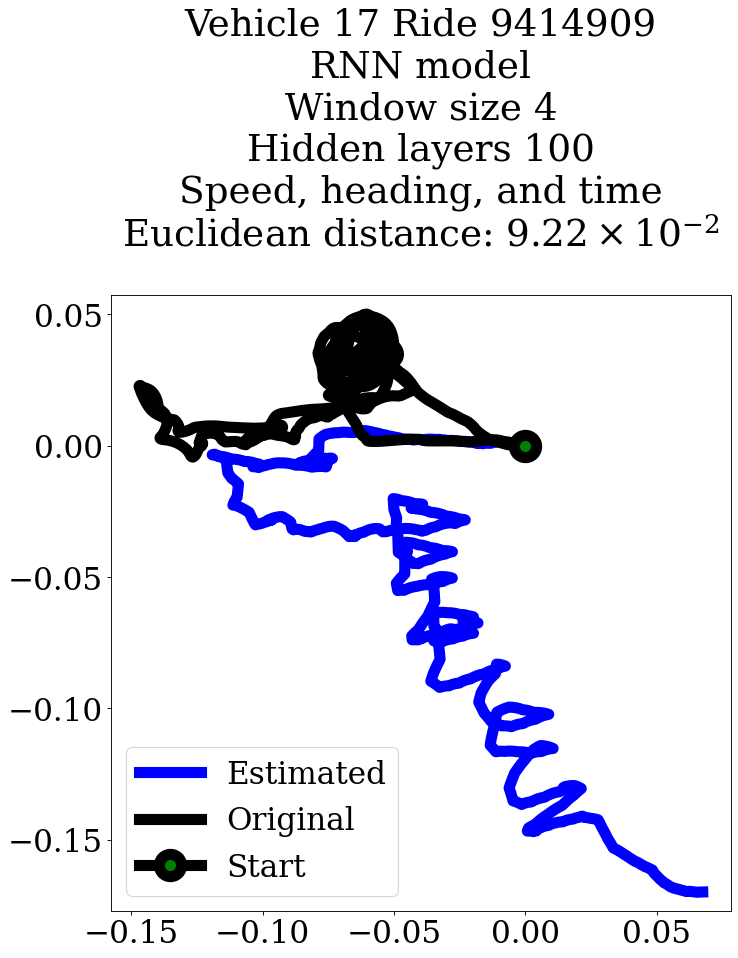 Vehicle 17 Ride 9414909
RNN model
Window size 4
Hidden layers 100
Speed, heading, and time
Euclidean distance: 9.22 × 10⁻²
0.05
0.00
−0.05
−0.10
−0.15
Estimated
Original
Start
−0.15 −0.10 −0.05 0.00 0.05